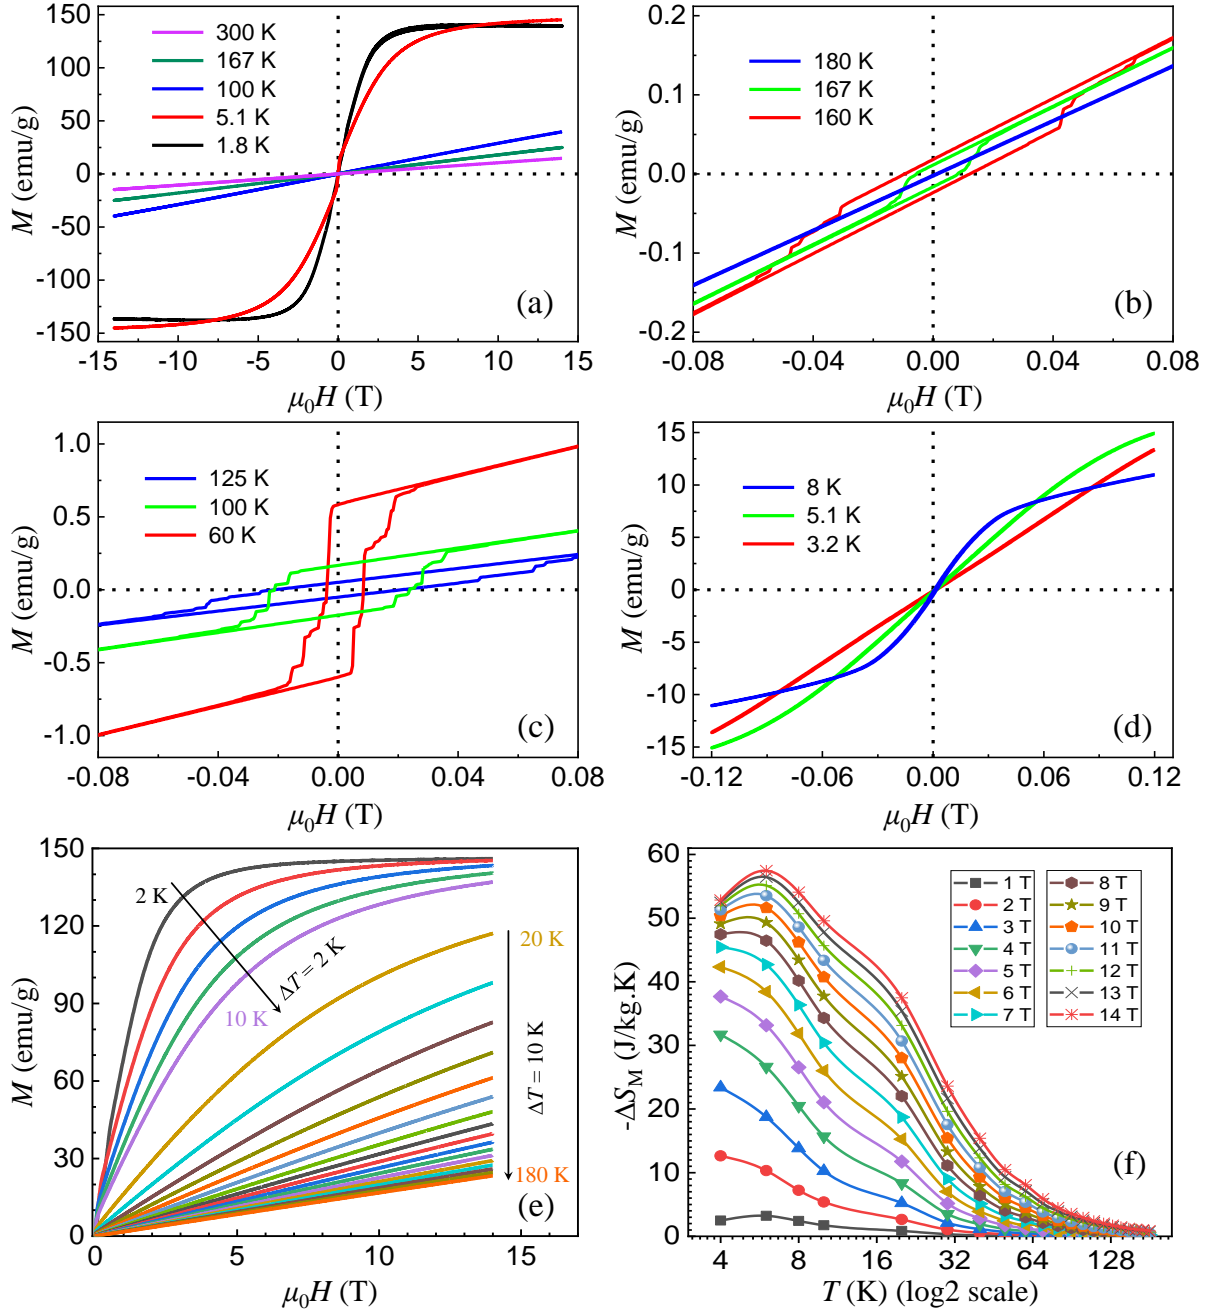 300 K
167 K
100 K
5.1 K
1.8 K
150
100
50
0
-50
-100
-150
-15
-10
-5
0
5
10
15
M (emu/g)
μ0H (T)
(a)
180 K
167 K
160 K
0.2
0.1
0.0
-0.1
-0.2
-0.08
-0.04
0.00
0.04
0.08
M (emu/g)
μ0H (T)
(b)
125 K
100 K
60 K
1.0
0.5
0.0
-0.5
-1.0
-0.08
-0.04
0.00
0.04
0.08
M (emu/g)
μ0H (T)
(c)
8 K
5.1 K
3.2 K
15
10
5
0
-5
-10
-15
-0.12
-0.06
0.00
0.06
0.12
M (emu/g)
μ0H (T)
(d)
150
120
90
60
30
0
0
5
10
15
2 K
ΔT = 2 K
10 K
20 K
ΔT = 10 K
180 K
M (emu/g)
μ0H (T)
(e)
60
50
40
30
20
10
0
4
8
16
32
64
128
1 T
2 T
3 T
4 T
5 T
6 T
7 T
8 T
9 T
10 T
11 T
12 T
13 T
14 T
-ΔSM (J/kg.K)
T (K) (log2 scale)
(f)